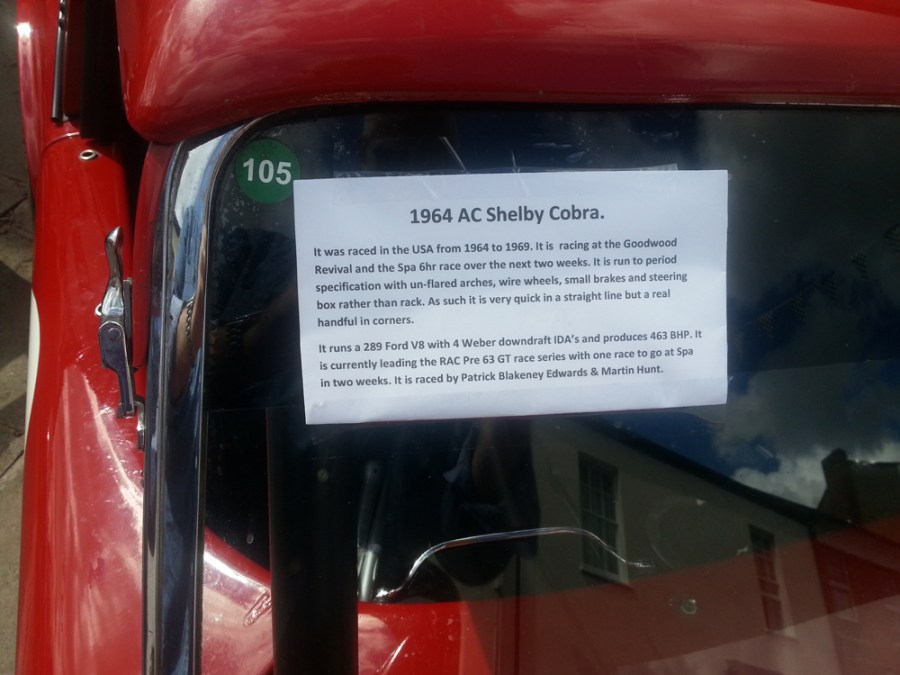 105
1964 AC Shelby Cobra.
It was raced in the USA from 1964 to 1969. It is racing at the Goodwood
Revival and the Spa 6hr race over the next two weeks. It is run to period
specification with un-flared arches, wire wheels, small brakes and steering
box rather than rack. As such it is very quick in a straight line but a real
handful in corners.
It runs a 289 Ford V8 with 4 Weber downdraft IDA's and produces 463 BHP. It
is currently leading the RAC Pre 63 GT race series with one race to go at Spa
in two weeks. It is raced by Patrick Blakeney Edwards & Martin Hunt.